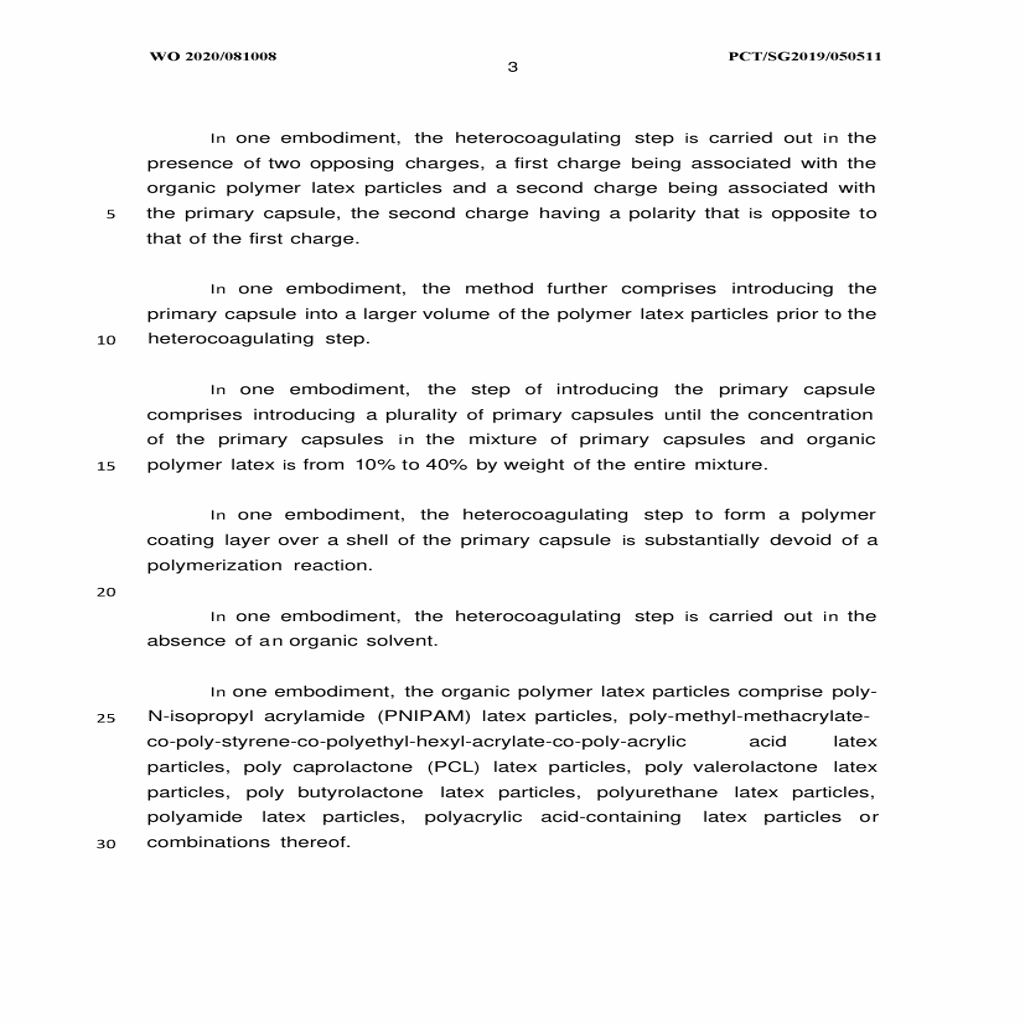 WO 2020/081008 PCT/SG2019/050511
3
In one embodiment, the heterocoagulating step is carried out in the
presence of two opposing charges, a first charge being associated with the
organic polymer latex particles and a second charge being associated with
5 the primary capsule, the second charge having a polarity that is opposite to
that of the first charge.
In one embodiment, the method further comprises introducing the
primary capsule into a larger volume of the polymer latex particles prior to the
10 heterocoagulating step.
In one embodiment, the step of introducing the primary capsule
comprises introducing a plurality of primary capsules until the concentration
of the primary capsules in the mixture of primary capsules and organic
15 polymer latex is from 10% to 40% by weight of the entire mixture.
In one embodiment, the heterocoagulating step to form a polymer
coating layer over a shell of the primary capsule is substantially devoid of a
polymerization reaction.
20
In one embodiment, the heterocoagulating step is carried out in the
absence of an organic solvent.
In one embodiment, the organic polymer latex particles comprise poly-
25 N-isopropyl acrylamide (PNIPAM) latex particles, poly-methyl-methacrylate-
co-poly-styrene-co-polyethyl-hexyl-acrylate-co-poly-acrylic acid latex
particles, poly caprolactone (PCL) latex particles, poly valerolactone latex
particles, poly butyrolactone latex particles, polyurethane latex particles,
polyamide latex particles, polyacrylic acid-containing latex particles or
30 combinations thereof.